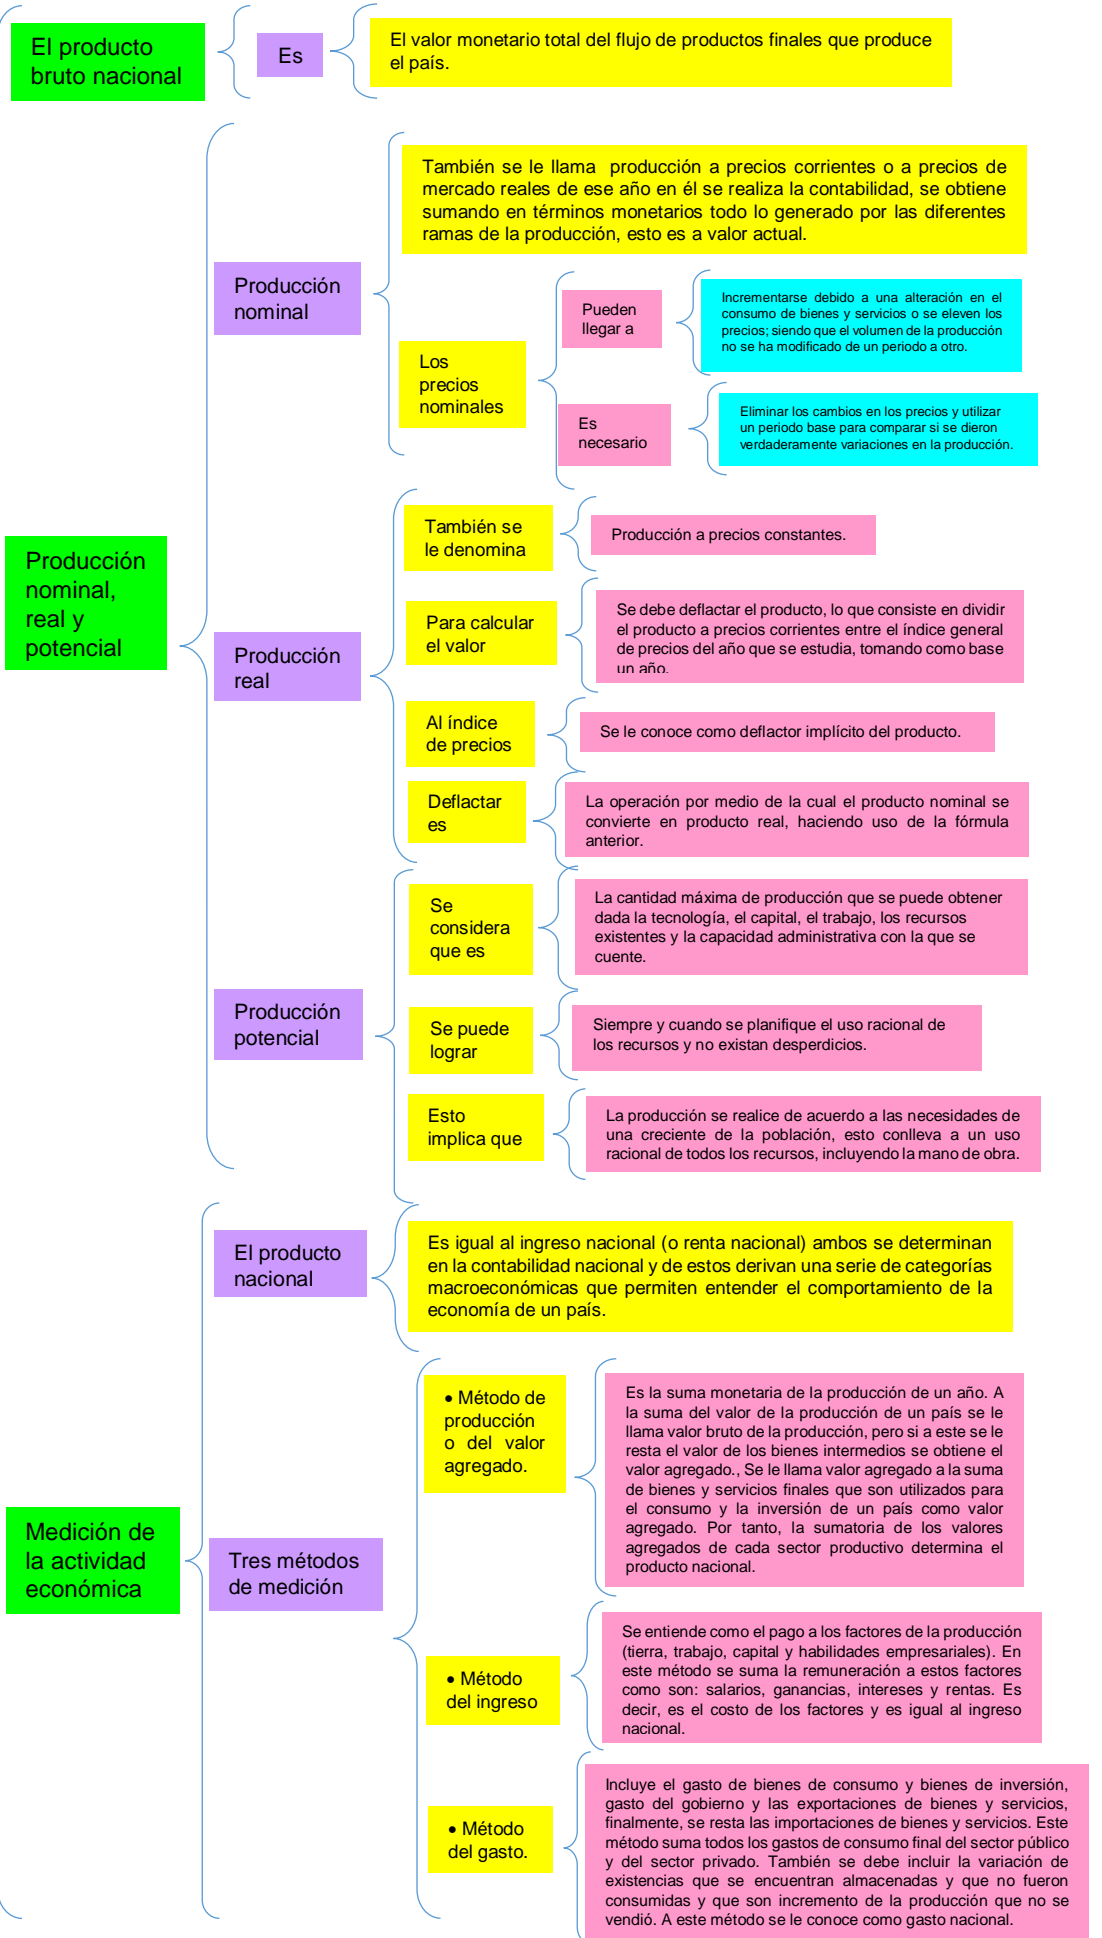 El producto
bruto nacional
Es
El valor monetario total del flujo de productos finales que produce
el país.
Producción
nominal,
real y
potencial
Producción
nominal
También se le llama producción a precios corrientes o a precios de
mercado reales de ese año en él se realiza la contabilidad, se obtiene
sumando en términos monetarios todo lo generado por las diferentes
ramas de la producción, esto es a valor actual.
Los
precios
nominales
Pueden
llegar a
Incrementarse debido a una alteración en el
consumo de bienes y servicios o se eleven los
precios; siendo que el volumen de la producción
no se ha modificado de un periodo a otro.
Es
necesario
Eliminar los cambios en los precios y utilizar
un periodo base para comparar si se dieron
verdaderamente variaciones en la producción.
Producción
real
También se
le denomina
Producción a precios constantes.
Para calcular
el valor
Se debe deflactar el producto, lo que consiste en dividir
el producto a precios corrientes entre el índice general
de precios del año que se estudia, tomando como base
un año.
Al índice
de precios
Se le conoce como deflactor implícito del producto.
Deflactar
es
La operación por medio de la cual el producto nominal se
convierte en producto real, haciendo uso de la fórmula
anterior.
Producción
potencial
Se
considera
que es
La cantidad máxima de producción que se puede obtener
dada la tecnología, el capital, el trabajo, los recursos
existentes y la capacidad administrativa con la que se
cuente.
Se puede
lograr
Siempre y cuando se planifique el uso racional de
los recursos y no existan desperdicios.
Esto
implica que
La producción se realice de acuerdo a las necesidades de
una creciente de la población, esto conlleva a un uso
racional de todos los recursos, incluyendo la mano de obra.
Medición de
la actividad
económica
El producto
nacional
Es igual al ingreso nacional (o renta nacional) ambos se determinan
en la contabilidad nacional y de estos derivan una serie de categorías
macroeconómicas que permiten entender el comportamiento de la
economía de un país.
Tres métodos
de medición
• Método de
producción
o del valor
agregado.
Es la suma monetaria de la producción de un año. A
la suma del valor de la producción de un país se le
llama valor bruto de la producción, pero si a este se le
resta el valor de los bienes intermedios se obtiene el
valor agregado., Se le llama valor agregado a la suma
de bienes y servicios finales que son utilizados para
el consumo y la inversión de un país como valor
agregado. Por tanto, la sumatoria de los valores
agregados de cada sector productivo determina el
producto nacional.
• Método
del ingreso
Se entiende como el pago a los factores de la producción
(tierra, trabajo, capital y habilidades empresariales). En
este método se suma la remuneración a estos factores
como son: salarios, ganancias, intereses y rentas. Es
decir, es el costo de los factores y es igual al ingreso
nacional.
• Método
del gasto.
Incluye el gasto de bienes de consumo y bienes de inversión,
gasto del gobierno y las exportaciones de bienes y servicios,
finalmente, se resta las importaciones de bienes y servicios. Este
método suma todos los gastos de consumo final del sector público
y del sector privado. También se debe incluir la variación de
existencias que se encuentran almacenadas y que no fueron
consumidas y que son incremento de la producción que no se
vendió. A este método se le conoce como gasto nacional.